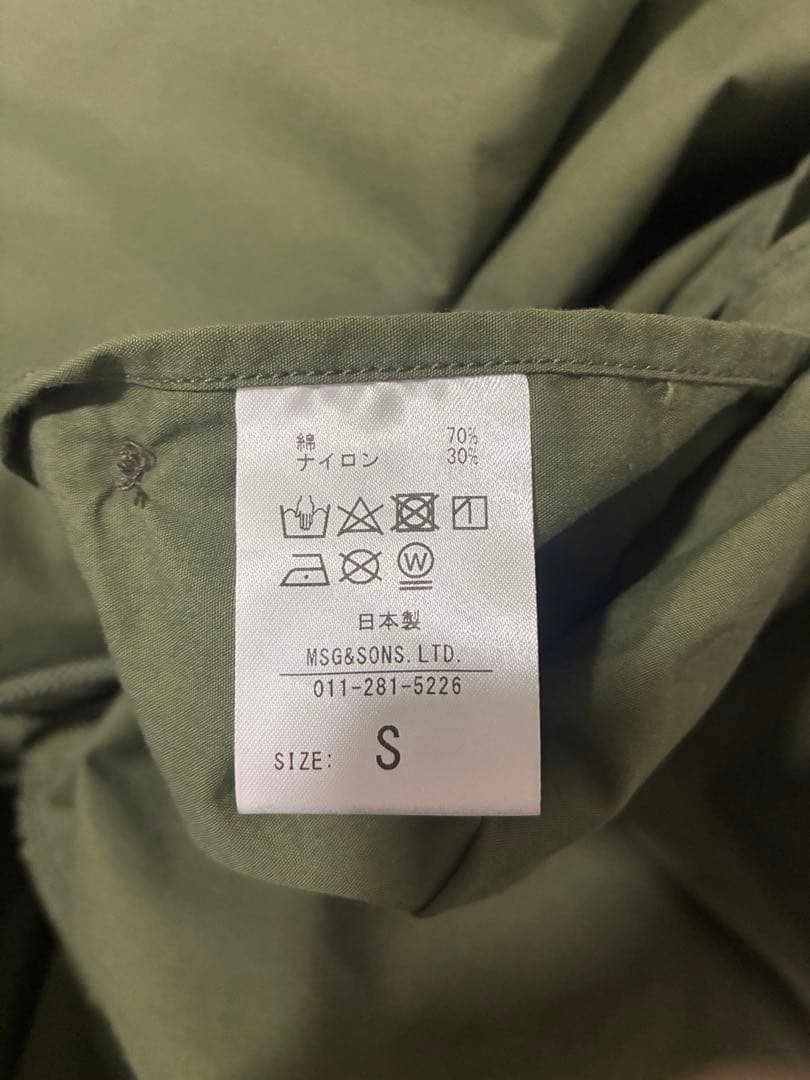 綿 70%
ナイロン 30%
W
日本製
MSG&SONS. LTD.
011-281-5226
SIZE: S